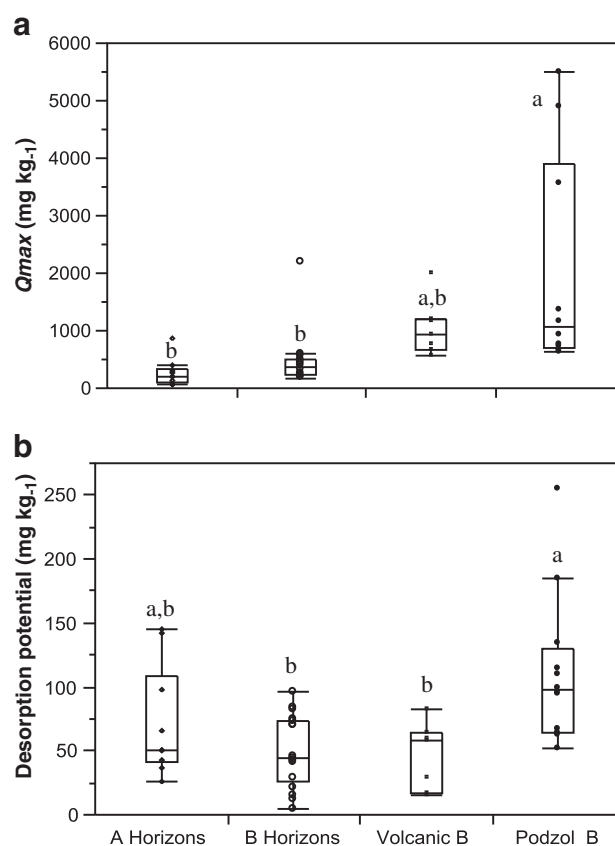 a
Qmax (mg kg-1)
6000
5000
4000
3000
2000
1000
0
b
b
a,b
a
b
Desorption potential (mg kg-1)
250
200
150
100
50
0
a,b
b
b
a
A Horizons
B Horizons
Volcanic B
Podzol B